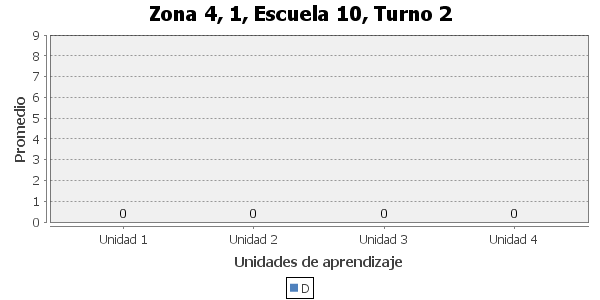 Zona 4, 1, Escuela 10, Turno 2
Promedio
9
8
7
6
5
4
3
2
1
0
0 0 0 0
Unidad 1 Unidad 2 Unidad 3 Unidad 4
Unidades de aprendizaje
D